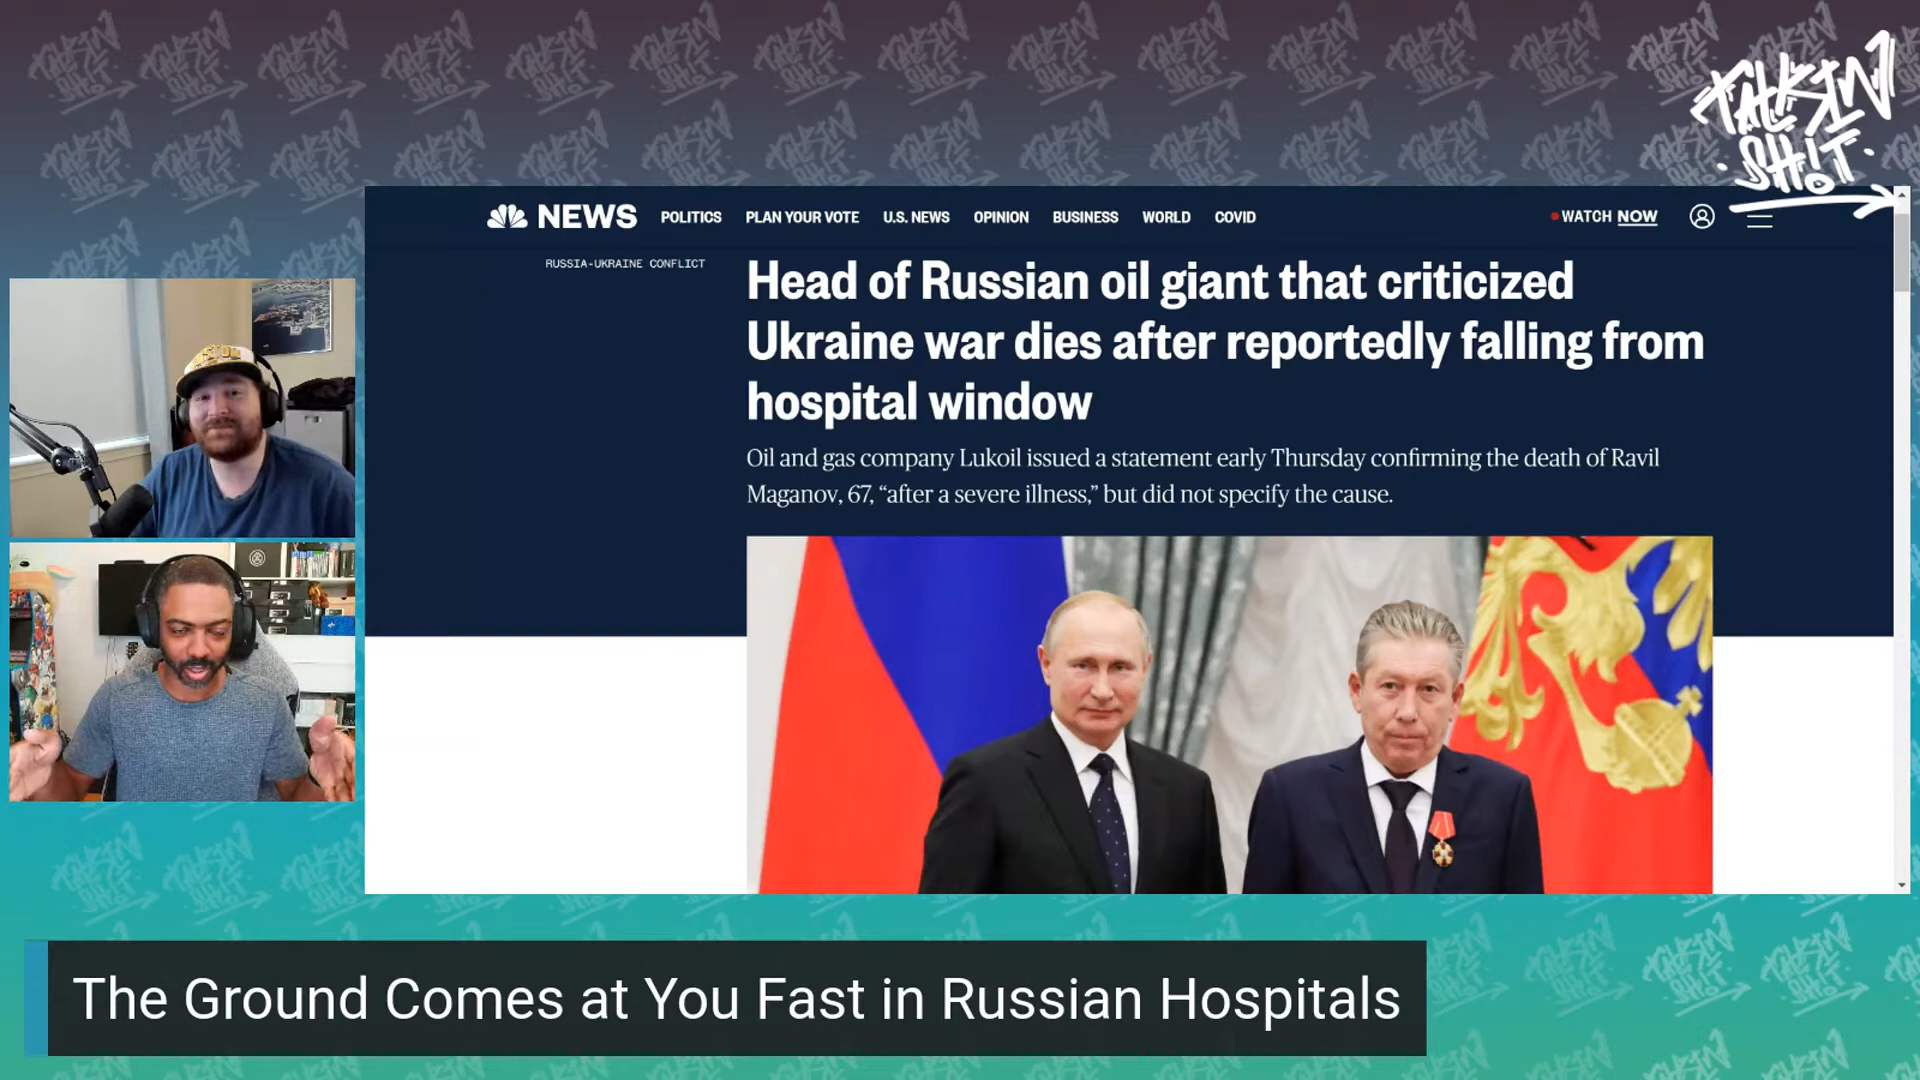 TALKIN
SH!T
NEWS POLITICS PLAN YOUR VOTE U.S. NEWS OPINION BUSINESS WORLD COVID WATCH NOW
RUSSIA-UKRAINE CONFLICT
Head of Russian oil giant that criticized
Ukraine war dies after reportedly falling from
hospital window
Oil and gas company Lukoil issued a statement early Thursday confirming the death of Ravil
Maganov, 67, “after a severe illness,” but did not specify the cause.
The Ground Comes at You Fast in Russian Hospitals